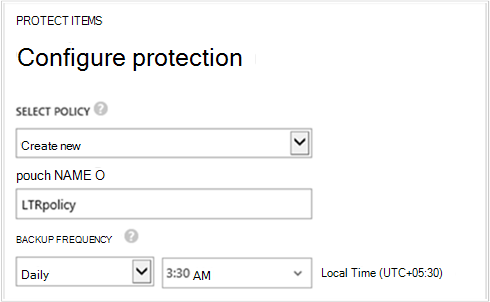 PROTECT ITEMS
Configure protection
SELECT POLICY ?
Create new
pouch NAME O
LTRpolicy
BACKUP FREQUENCY ?
Daily 3:30 AM Local Time (UTC+05:30)